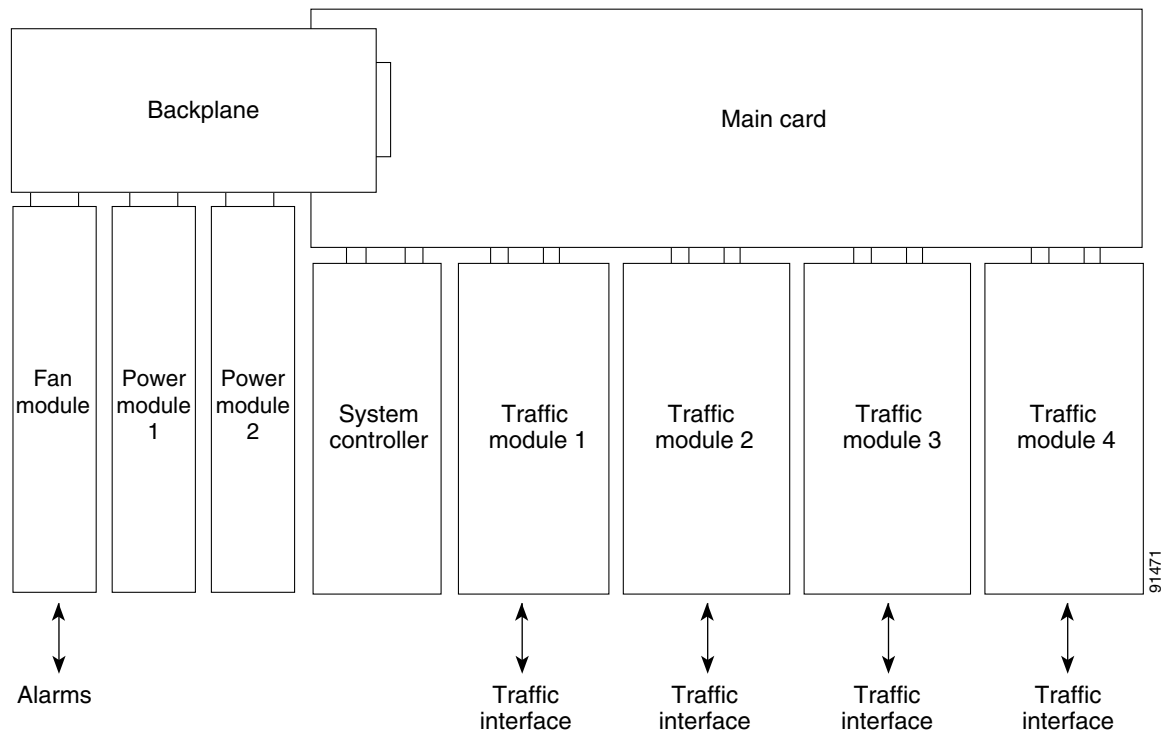 Backplane
Main card
Fan
module
Power
module
1
Power
module
2
System
controller
Traffic
module 1
Traffic
module 2
Traffic
module 3
Traffic
module 4
91471
Alarms
Traffic
interface
Traffic
interface
Traffic
interface
Traffic
interface